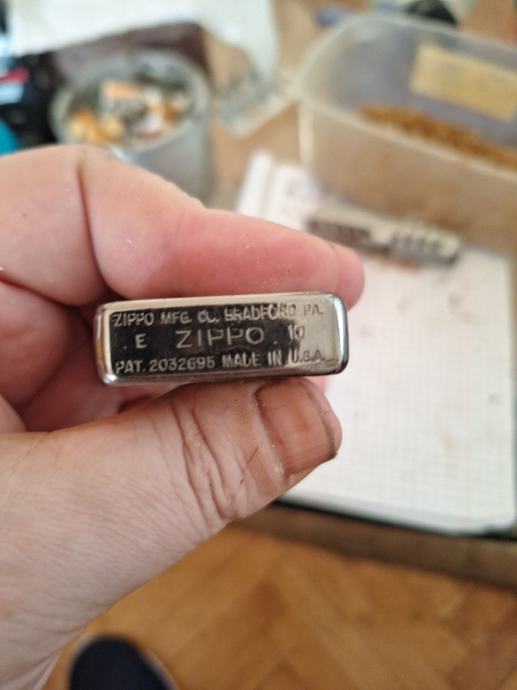 ZIPPO MFG. CO. BRADFORD PA.
E ZIPPO 10
PAT. 2032695 MADE IN U.S.A.